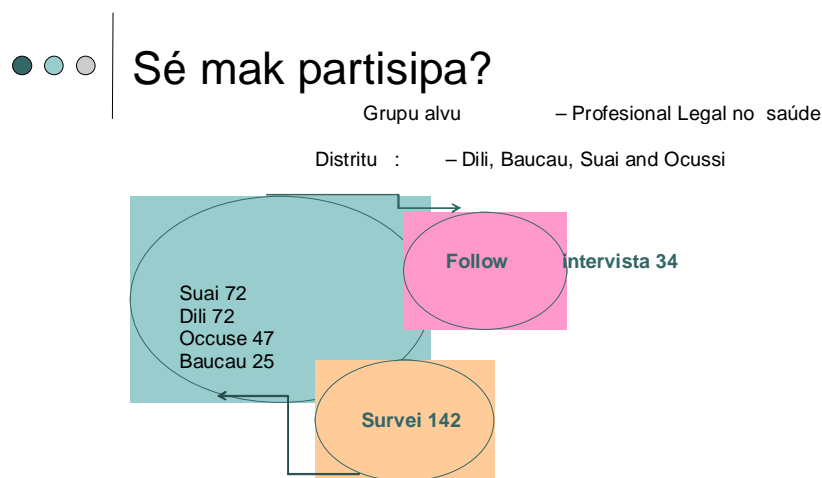 Sé mak partisipa?
Grupu alvu – Profesional Legal no saúde
Distritu : – Dili, Baucau, Suai and Ocussi
Follow intervista 34
Suai 72
Dili 72
Occuse 47
Baucau 25
Survei 142